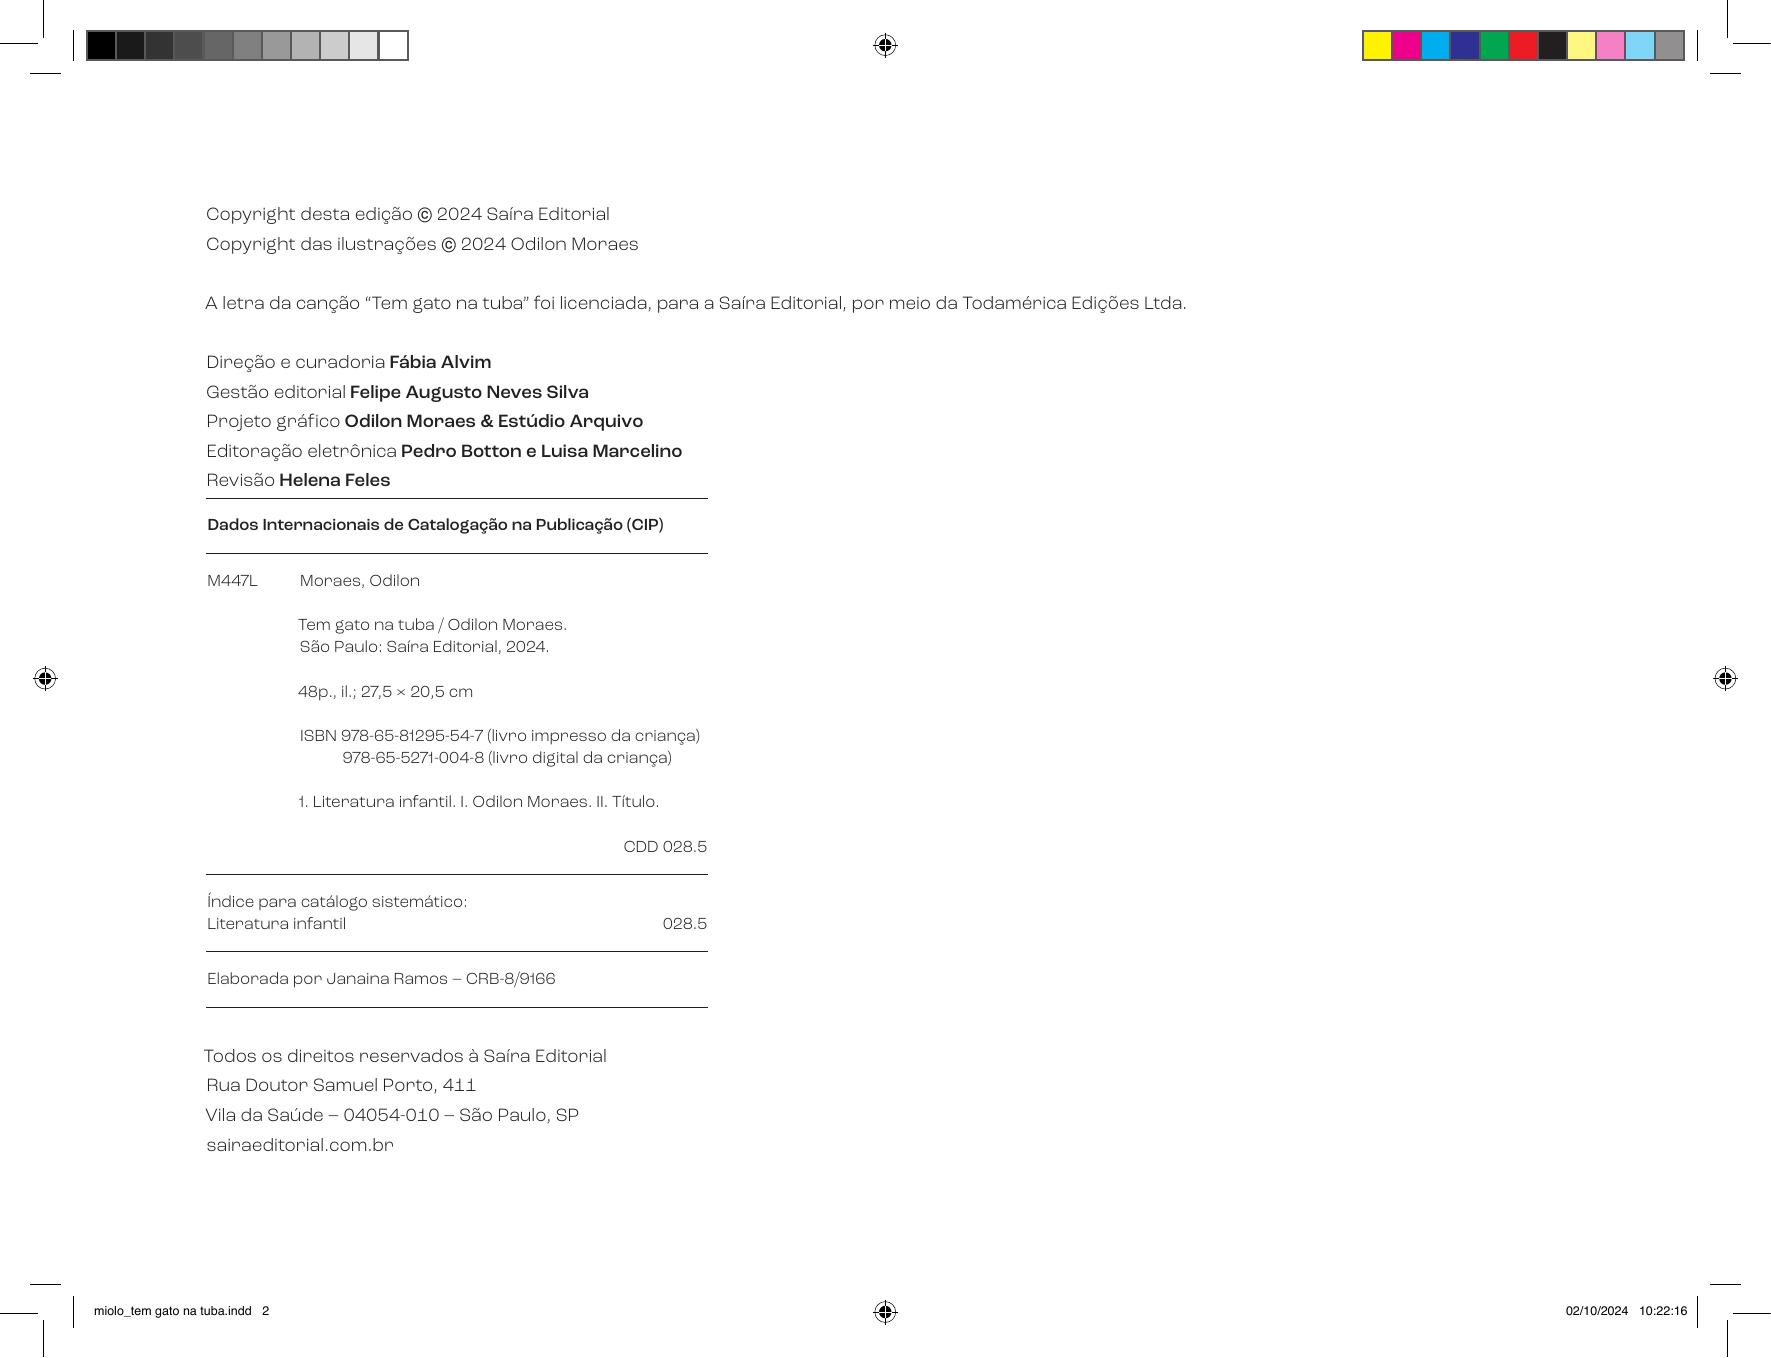 Copyright desta edição © 2024 Saíra Editorial
Copyright das ilustrações © 2024 Odilon Moraes
A letra da canção “Tem gato na tuba” foi licenciada, para a Saíra Editorial, por meio da Todamérica Edições Ltda.
Direção e curadoria Fábia Alvim
Gestão editorial Felipe Augusto Neves Silva
Projeto gráfico Odilon Moraes & Estúdio Arquivo
Editoração eletrônica Pedro Botton e Luisa Marcelino
Revisão Helena Feles
Dados Internacionais de Catalogação na Publicação (CIP)
M447L Moraes, Odilon
Tem gato na tuba / Odilon Moraes.
São Paulo: Saíra Editorial, 2024.
48p., il.; 27,5 × 20,5 cm
ISBN 978-65-81295-54-7 (livro impresso da criança)
978-65-5271-004-8 (livro digital da criança)
1. Literatura infantil. I. Odilon Moraes. II. Título.
CDD 028.5
Índice para catálogo sistemático:
Literatura infantil 028.5
Elaborada por Janaina Ramos – CRB-8/9166
Todos os direitos reservados à Saíra Editorial
Rua Doutor Samuel Porto, 411
Vila da Saúde – 04054-010 – São Paulo, SP
sairaeditorial.com.br
miolo_tem gato na tuba.indd 2 02/10/2024 10:22:16